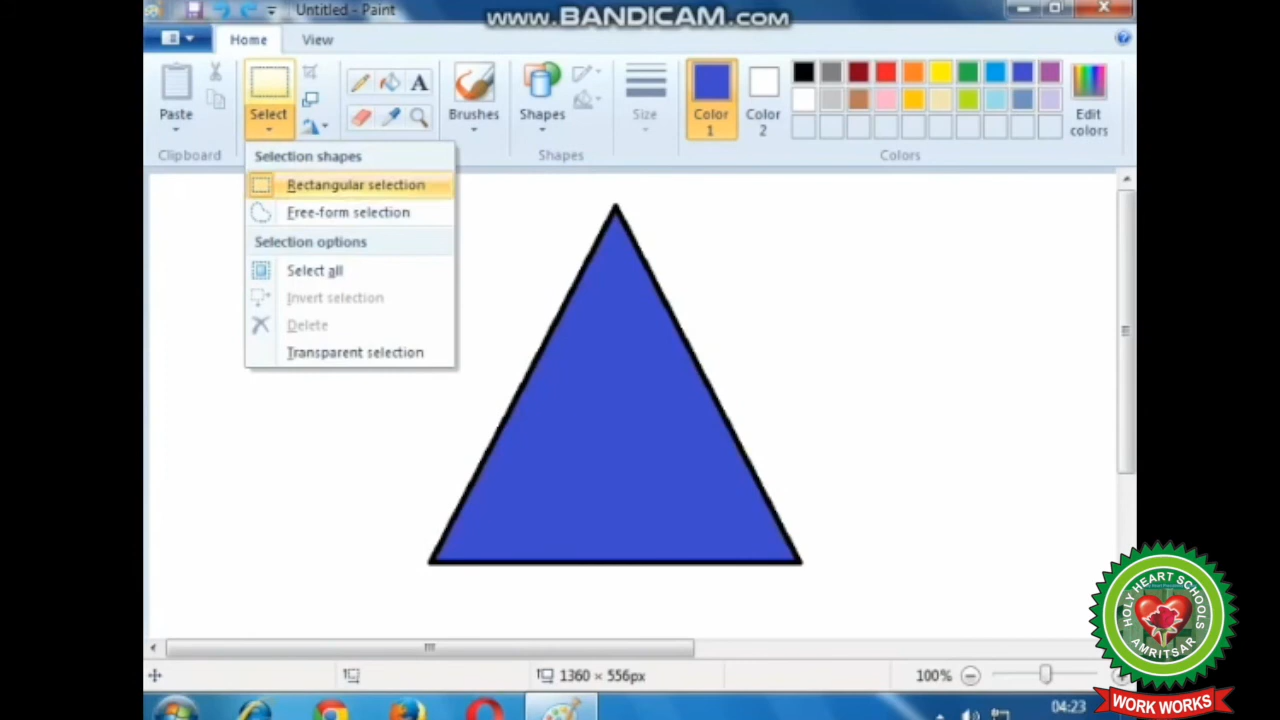 Untitled - Paint
www.BANDICAM.com
Home
View
Paste
Select
Brushes
Shapes
Size
Color 1
Color 2
Edit colors
Clipboard
Shapes
Colors
Selection shapes
Rectangular selection
Free-form selection
Selection options
Select all
Invert selection
Delete
Transparent selection
1360 × 556px
100%
04:23
HOLY HEART SCHOOLS
AMRITSAR
WORK WORKS